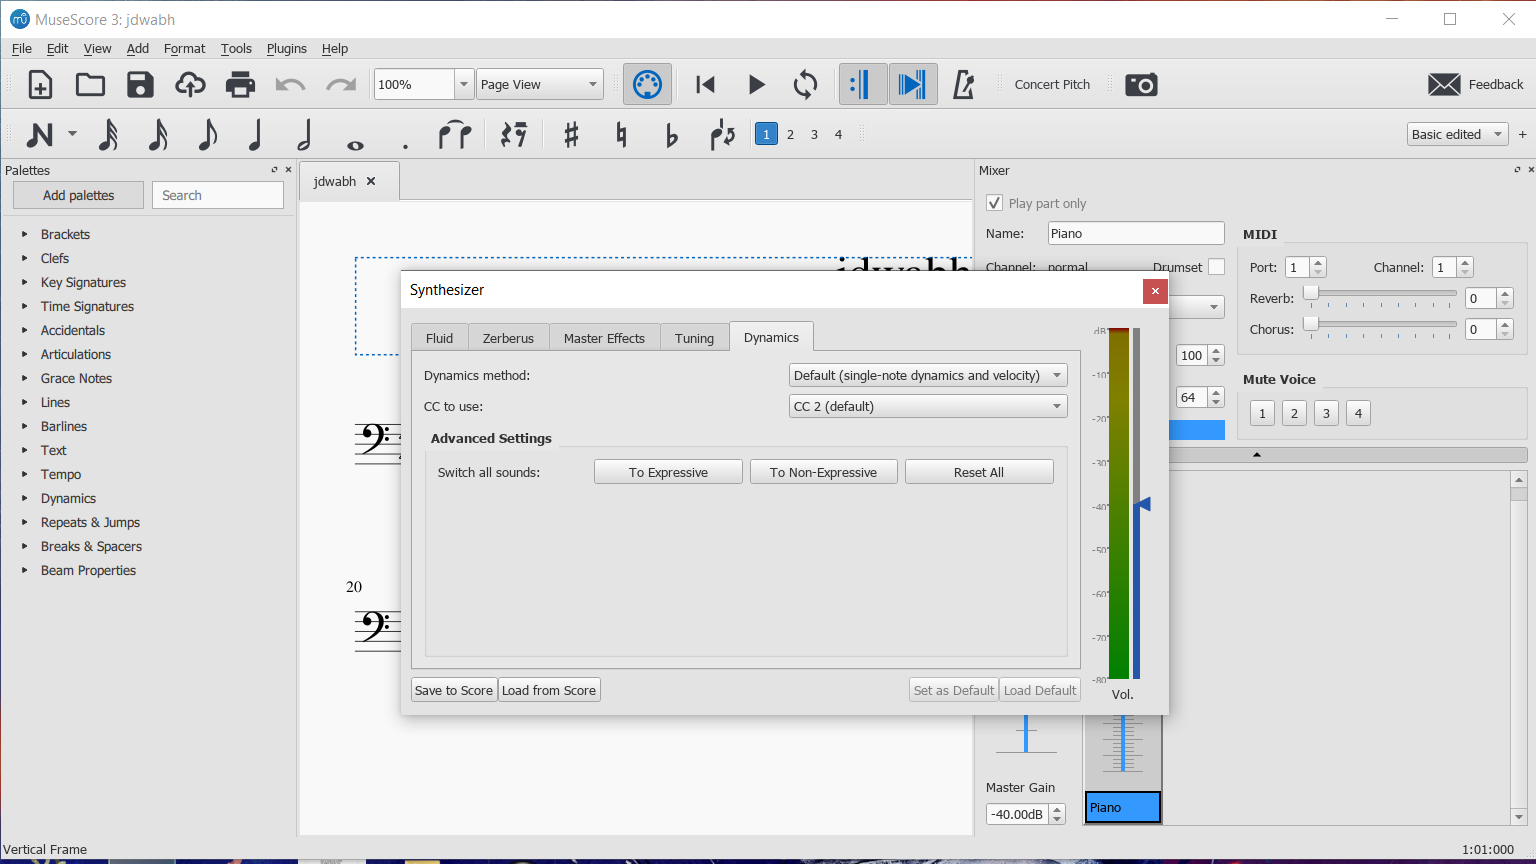 MuseScore 3: jdwabh
File Edit View Add Format Tools Plugins Help
100% Page View Concert Pitch Feedback
1 2 3 4 Basic edited +
Palettes
Add palettes Search
Brackets
Clefs
Key Signatures
Time Signatures
Accidentals
Articulations
Grace Notes
Lines
Barlines
Text
Tempo
Dynamics
Repeats & Jumps
Breaks & Spacers
Beam Properties
jdwabh
jdwabh
20
Synthesizer
Fluid Zerberus Master Effects Tuning Dynamics
Dynamics method: Default (single-note dynamics and velocity)
CC to use: CC 2 (default)
Advanced Settings
Switch all sounds: To Expressive To Non-Expressive Reset All
Save to Score Load from Score Set as Default Load Default
dB
-10
-20
-30
-40
-50
-60
-70
-80
Vol.
Mixer
Play part only
Name: Piano
Channel: normal Drumset
100
64
MIDI
Port: 1 Channel: 1
Reverb: 0
Chorus: 0
Mute Voice
1 2 3 4
Master Gain
-40.00dB
Piano
Vertical Frame 1:01:000